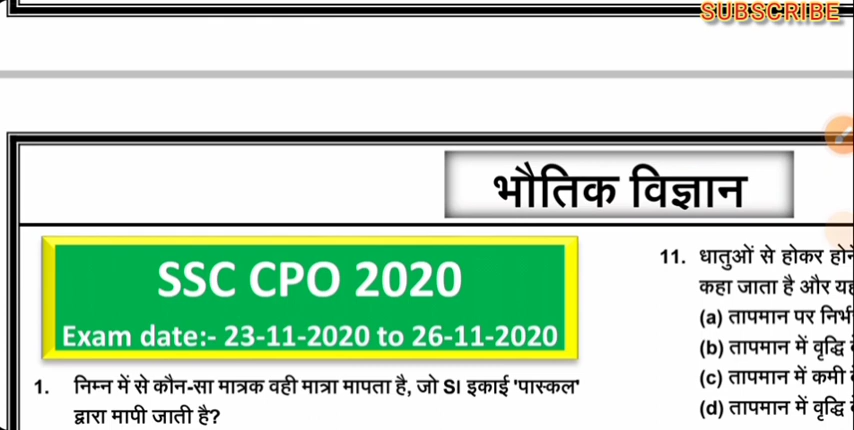 SUBSCRIBE
भौतिक विज्ञान
SSC CPO 2020
Exam date:- 23-11-2020 to 26-11-2020
1. निम्न में से कौन-सा मात्रक वही मात्रा मापता है, जो SI इकाई 'पास्कल'
द्वारा मापी जाती है?
11. धातुओं से होकर होने
कहा जाता है और
(a) तापमान पर
(b) तापमान में वृद्धि
(c) तापमान में कमी
(d) तापमान में वृद्धि